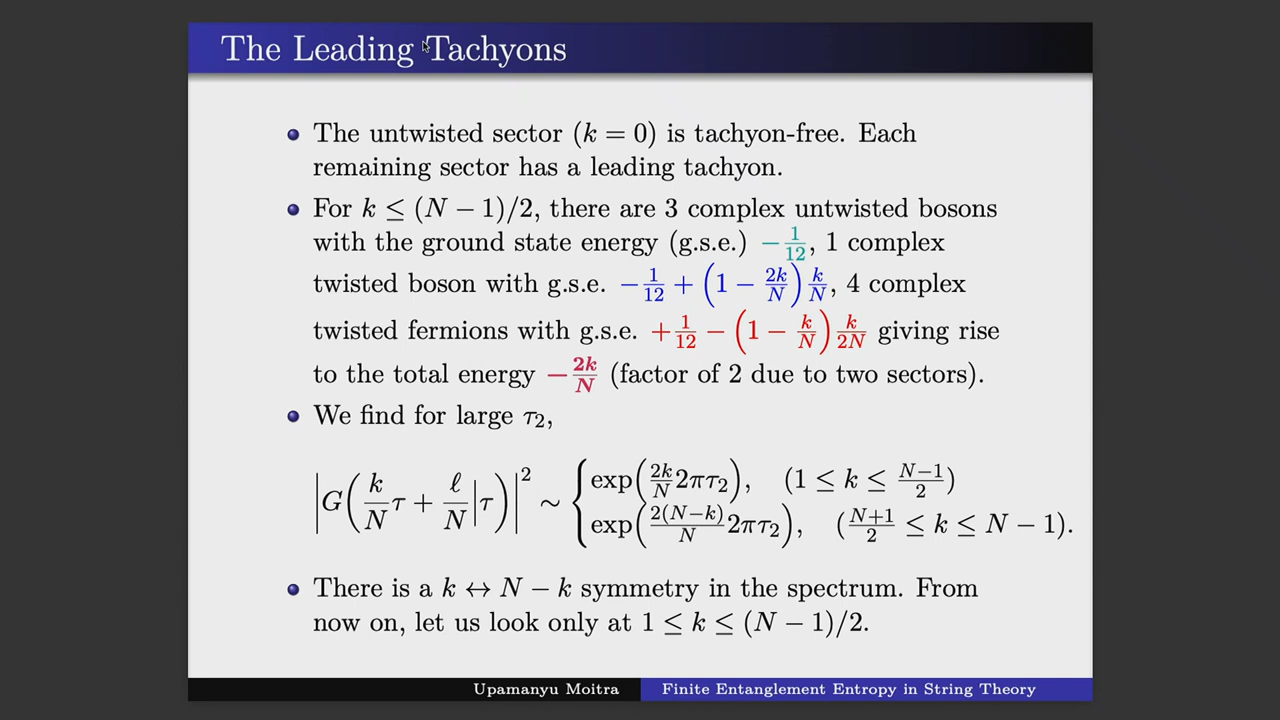 The Leading Tachyons
The untwisted sector (k = 0) is tachyon-free. Each
remaining sector has a leading tachyon.
For k ≤ (N − 1)/2, there are 3 complex untwisted bosons
with the ground state energy (g.s.e.) −1/12, 1 complex
twisted boson with g.s.e. −1/12 + (1 − 2k/N) k/N, 4 complex
twisted fermions with g.s.e. +1/12 − (1 − k/N) k/2N giving rise
to the total energy −2k/N (factor of 2 due to two sectors).
We find for large τ₂,
|G(k/N τ + ℓ/N | τ)|² ∼ { exp(2k/N 2πτ₂), (1 ≤ k ≤ N−1/2)
exp(2(N−k)/N 2πτ₂), (N+1/2 ≤ k ≤ N − 1).
There is a k ↔ N − k symmetry in the spectrum. From
now on, let us look only at 1 ≤ k ≤ (N − 1)/2.
Upamanyu Moitra Finite Entanglement Entropy in String Theory